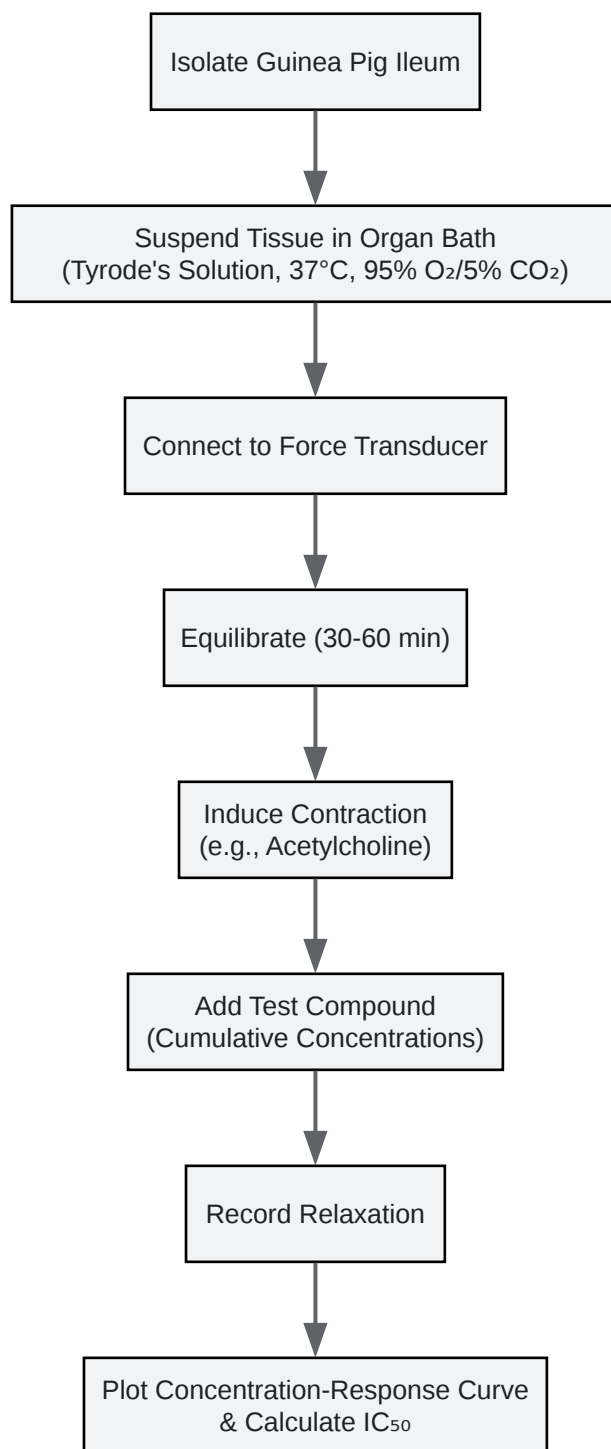 Isolate Guinea Pig Ileum
Suspend Tissue in Organ Bath
(Tyrode's Solution, 37°C, 95% O₂/5% CO₂)
Connect to Force Transducer
Equilibrate (30-60 min)
Induce Contraction
(e.g., Acetylcholine)
Add Test Compound
(Cumulative Concentrations)
Record Relaxation
Plot Concentration-Response Curve
& Calculate IC₅₀